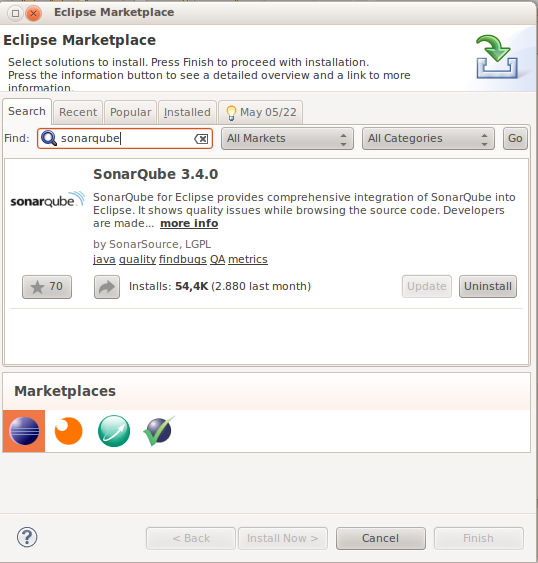 Eclipse Marketplace
Eclipse Marketplace
Select solutions to install. Press Finish to proceed with installation.
Press the information button to see a detailed overview and a link to more
information.
Search Recent Popular Installed May 05/22
Find: sonarqube All Markets All Categories Go
SonarQube 3.4.0
sonarqube
SonarQube for Eclipse provides comprehensive integration of SonarQube into
Eclipse. It shows quality issues while browsing the source code. Developers
are made... more info
by SonarSource, LGPL
java quality findbugs QA metrics
70 Installs: 54,4K (2.880 last month) Update Uninstall
Marketplaces
? < Back Install Now > Cancel Finish